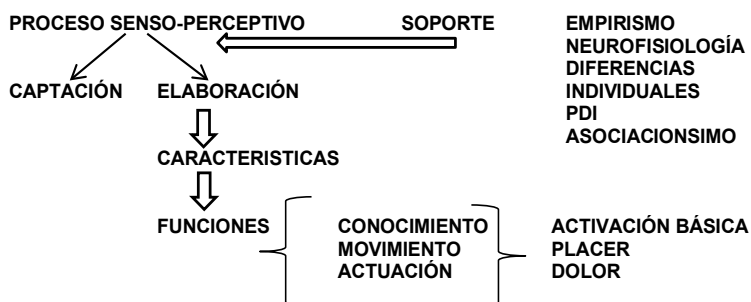 PROCESO SENSO-PERCEPTIVO SOPORTE EMPIRISMO
NEUROFISIOLOGÍA
DIFERENCIAS
CAPTACIÓN ELABORACIÓN INDIVIDUALES
PDI
ASOCIACIONSIMO
CARACTERISTICAS
FUNCIONES CONOCIMIENTO ACTIVACIÓN BÁSICA
MOVIMIENTO PLACER
ACTUACIÓN DOLOR